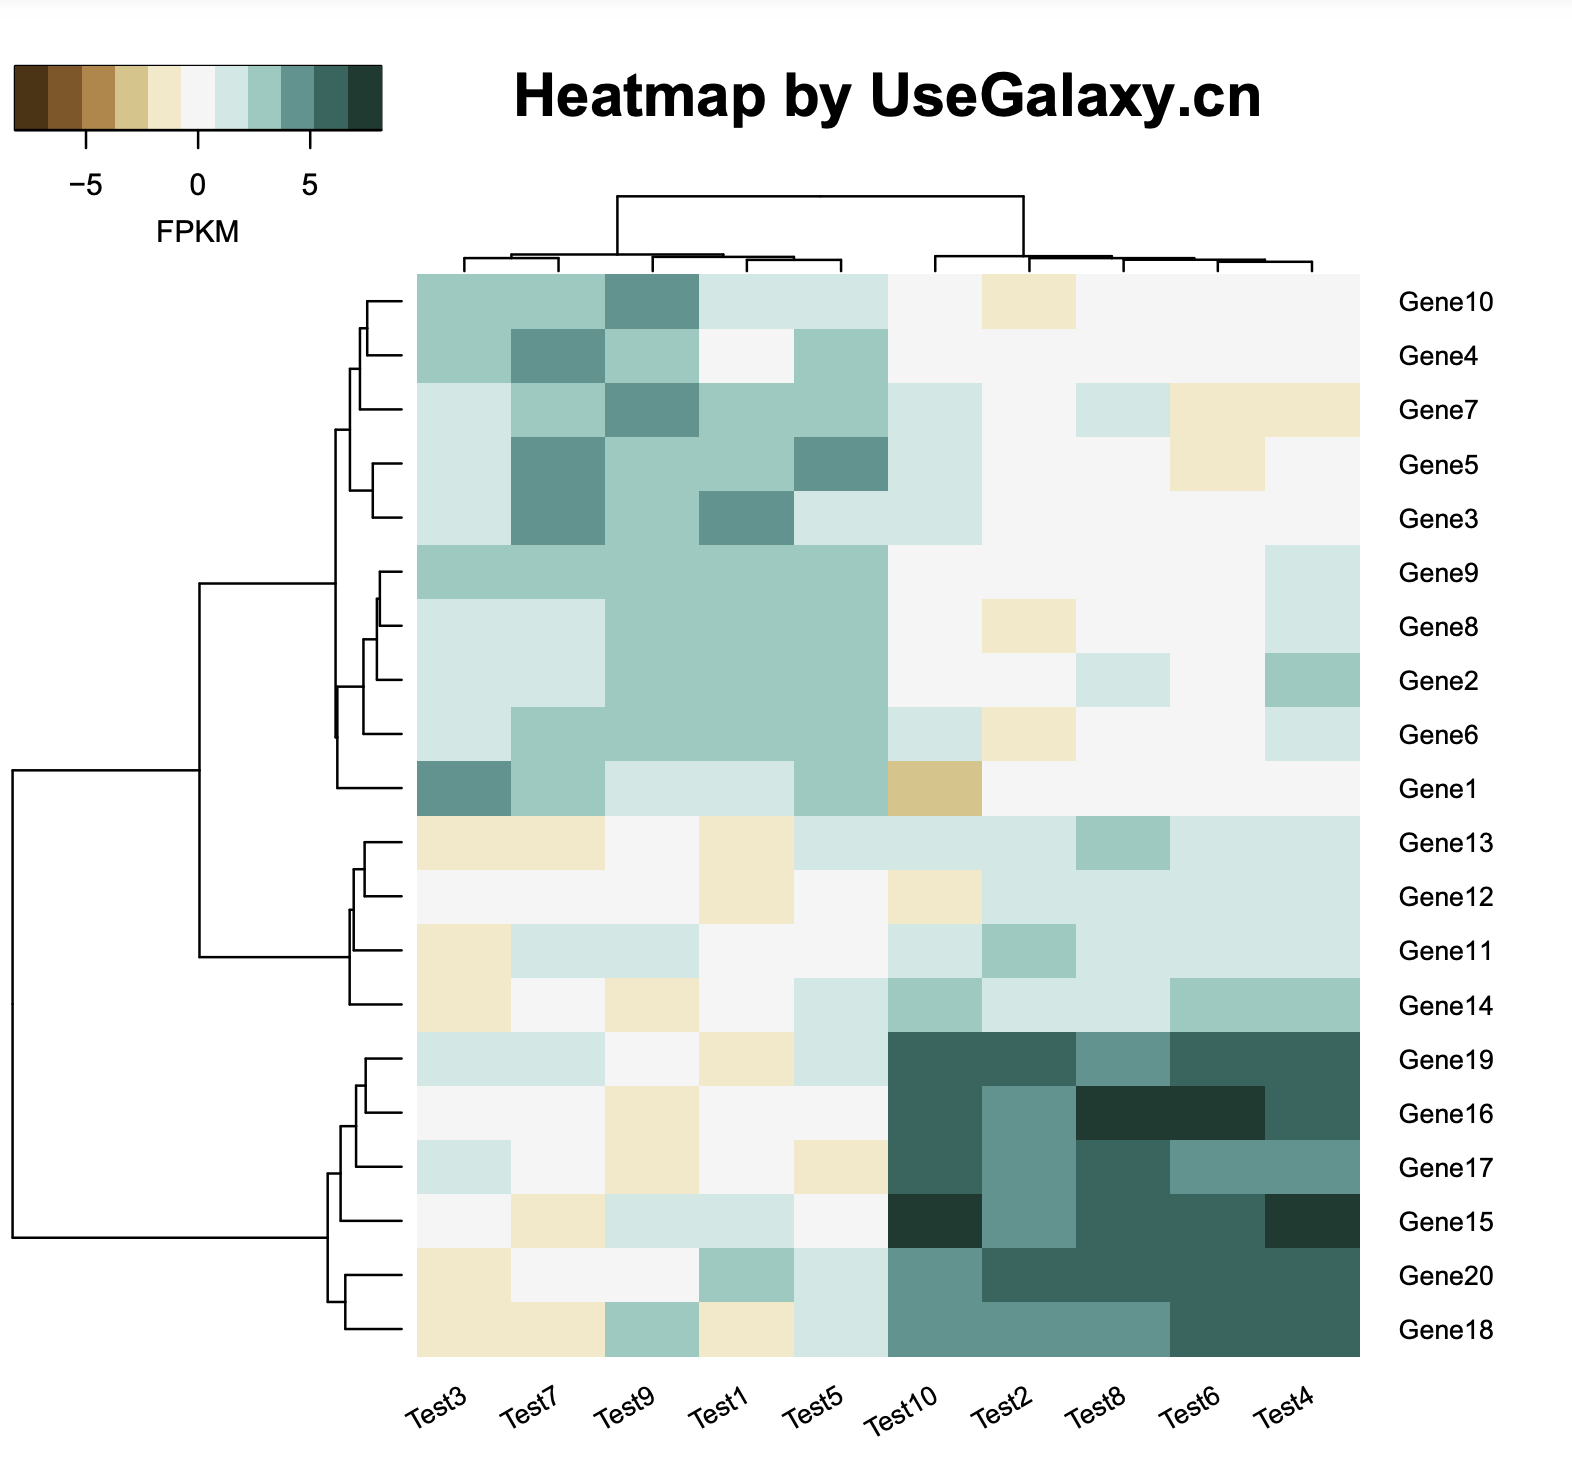 Heatmap by UseGalaxy.cn
−5 0 5
FPKM
Gene10
Gene4
Gene7
Gene5
Gene3
Gene9
Gene8
Gene2
Gene6
Gene1
Gene13
Gene12
Gene11
Gene14
Gene19
Gene16
Gene17
Gene15
Gene20
Gene18
Test3 Test7 Test9 Test1 Test5 Test10 Test2 Test8 Test6 Test4